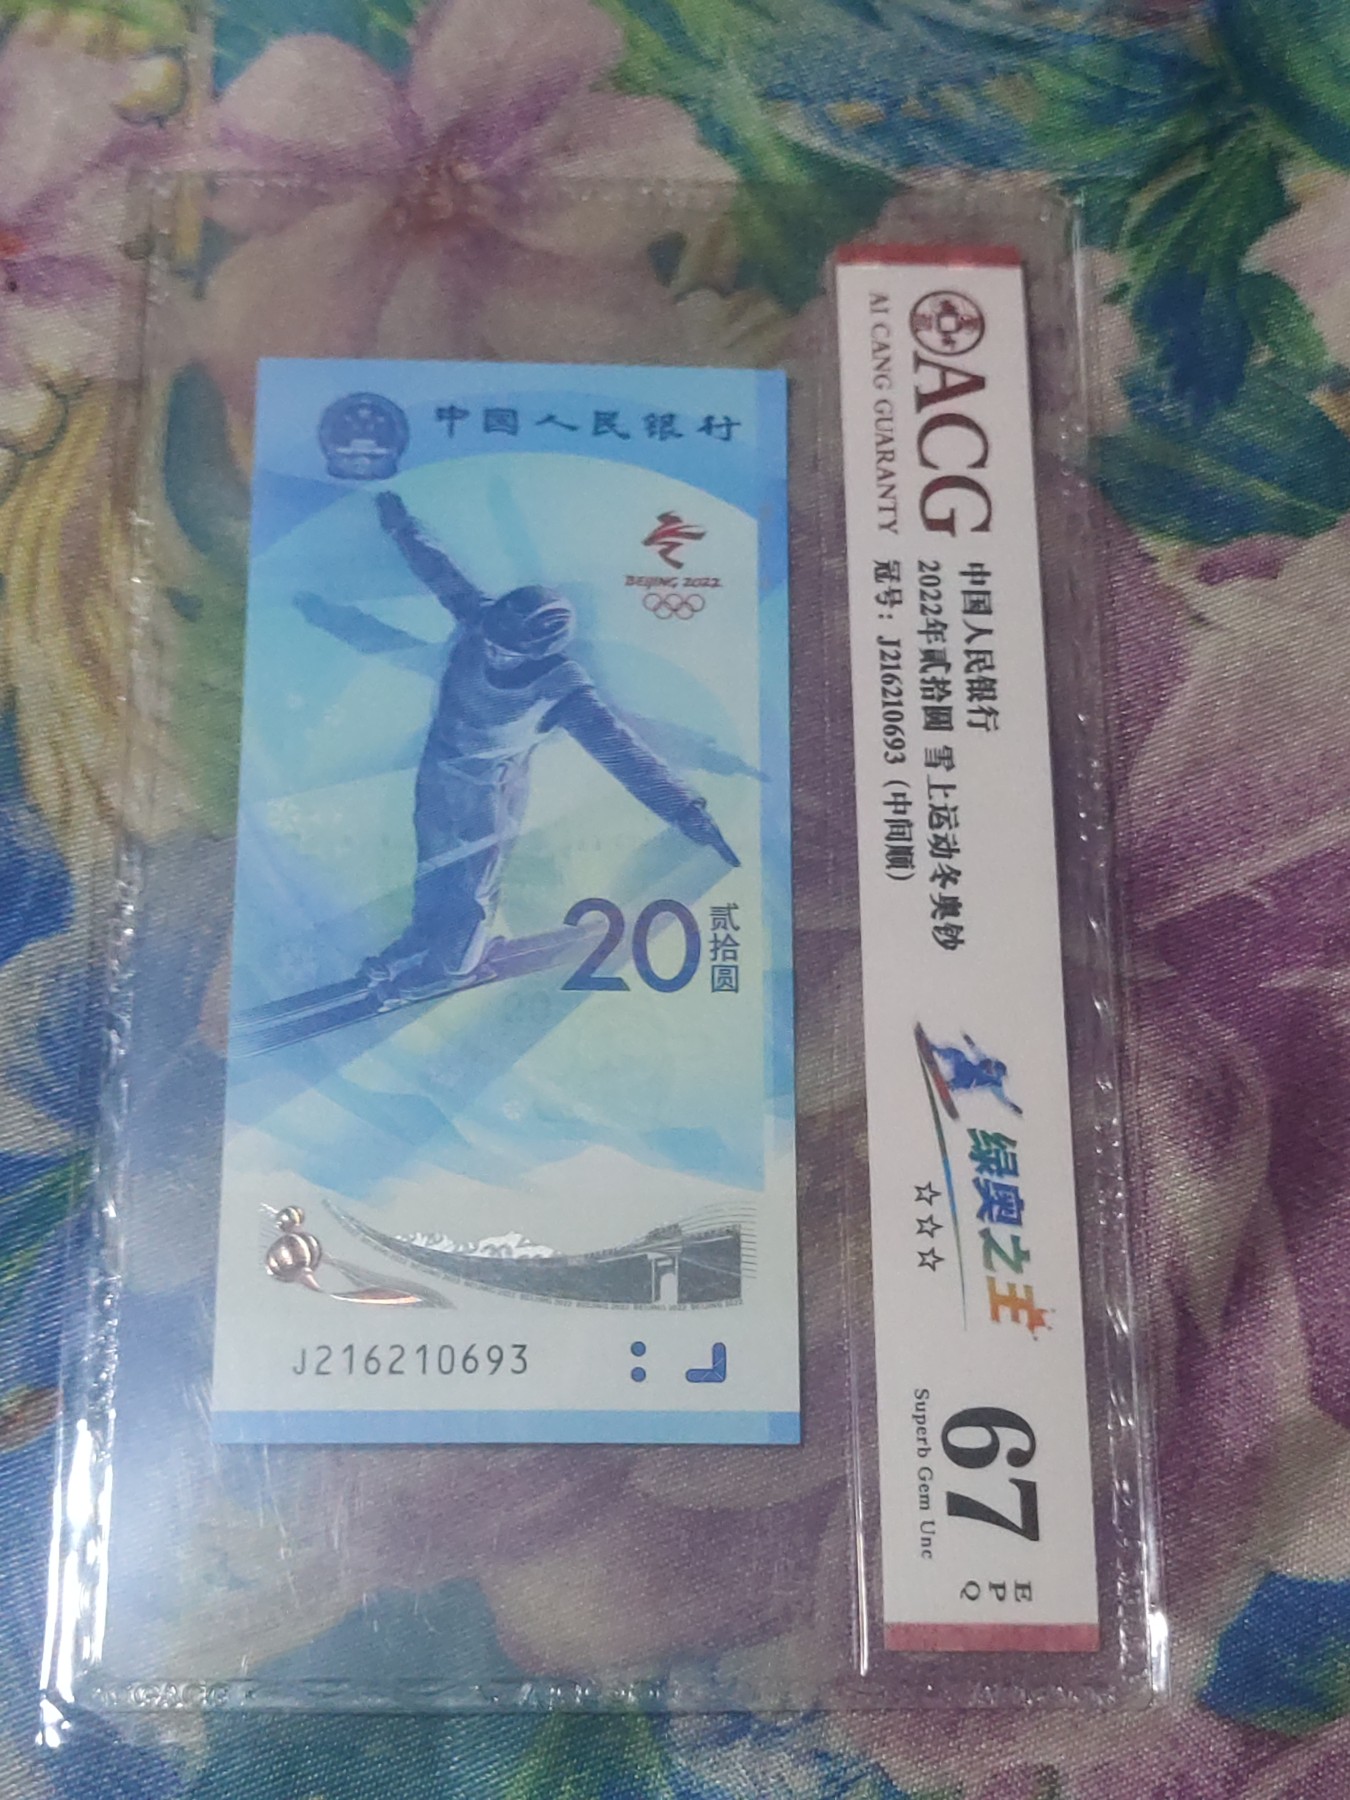 中國人民银行
BEIJING 2022
20
贰拾圆
J216210693
ACG
AI CANG GUARANTY
中国人民银行
2022年贰拾圆 雪上运动冬奥钞
冠号：J216210693（中间顺）
绿奥之主
☆☆☆
67
EPQ
Superb Gem Unc